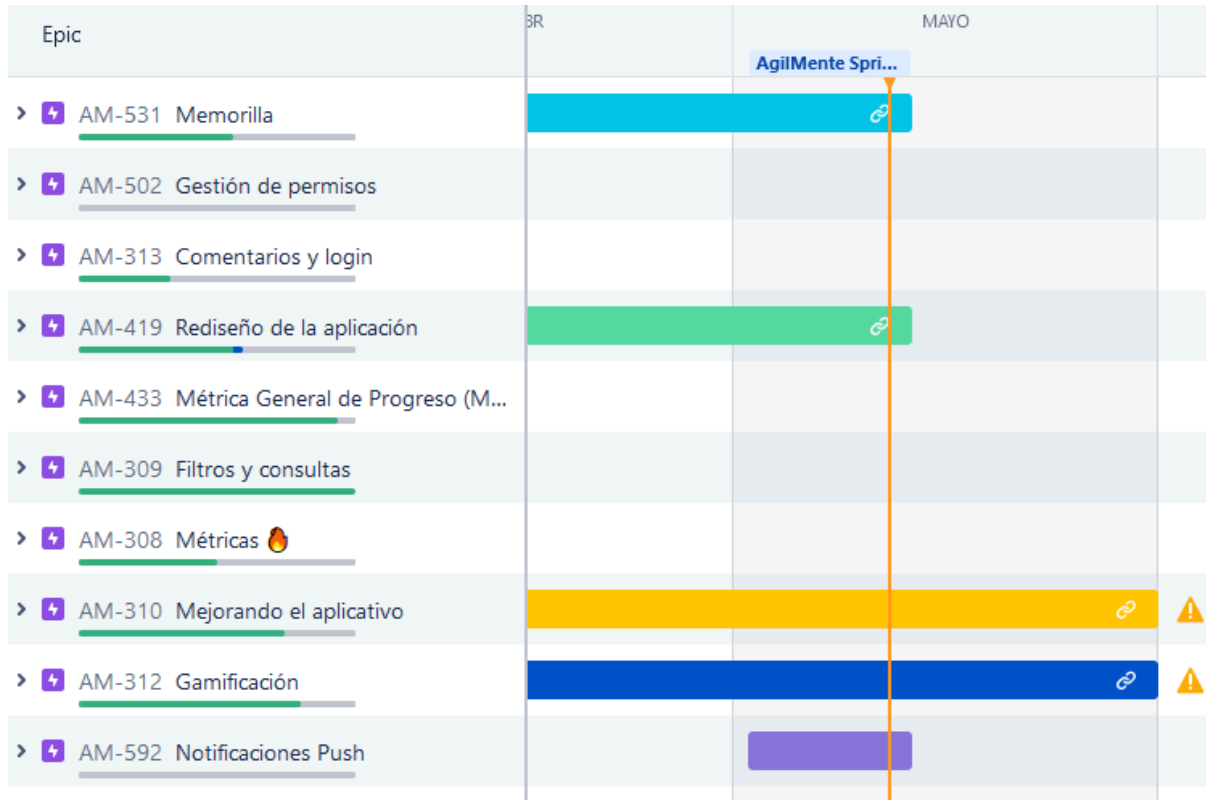 Epic
BR
MAYO
AgilMente Spri...
AM-531 Memorilla
AM-502 Gestión de permisos
AM-313 Comentarios y login
AM-419 Rediseño de la aplicación
AM-433 Métrica General de Progreso (M...
AM-309 Filtros y consultas
AM-308 Métricas 🔥
AM-310 Mejorando el aplicativo
AM-312 Gamificación
AM-592 Notificaciones Push